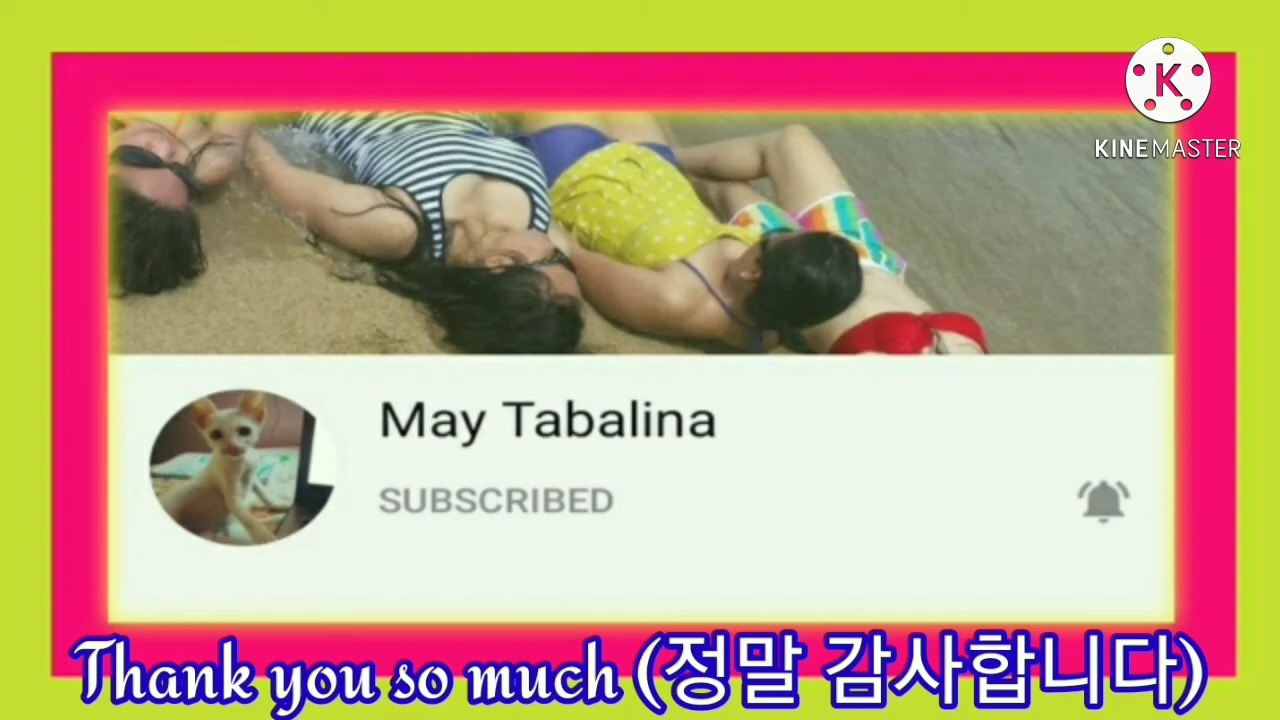 K
KINEMASTER
May Tabalina
SUBSCRIBED
Thank you so much (정말 감사합니다)